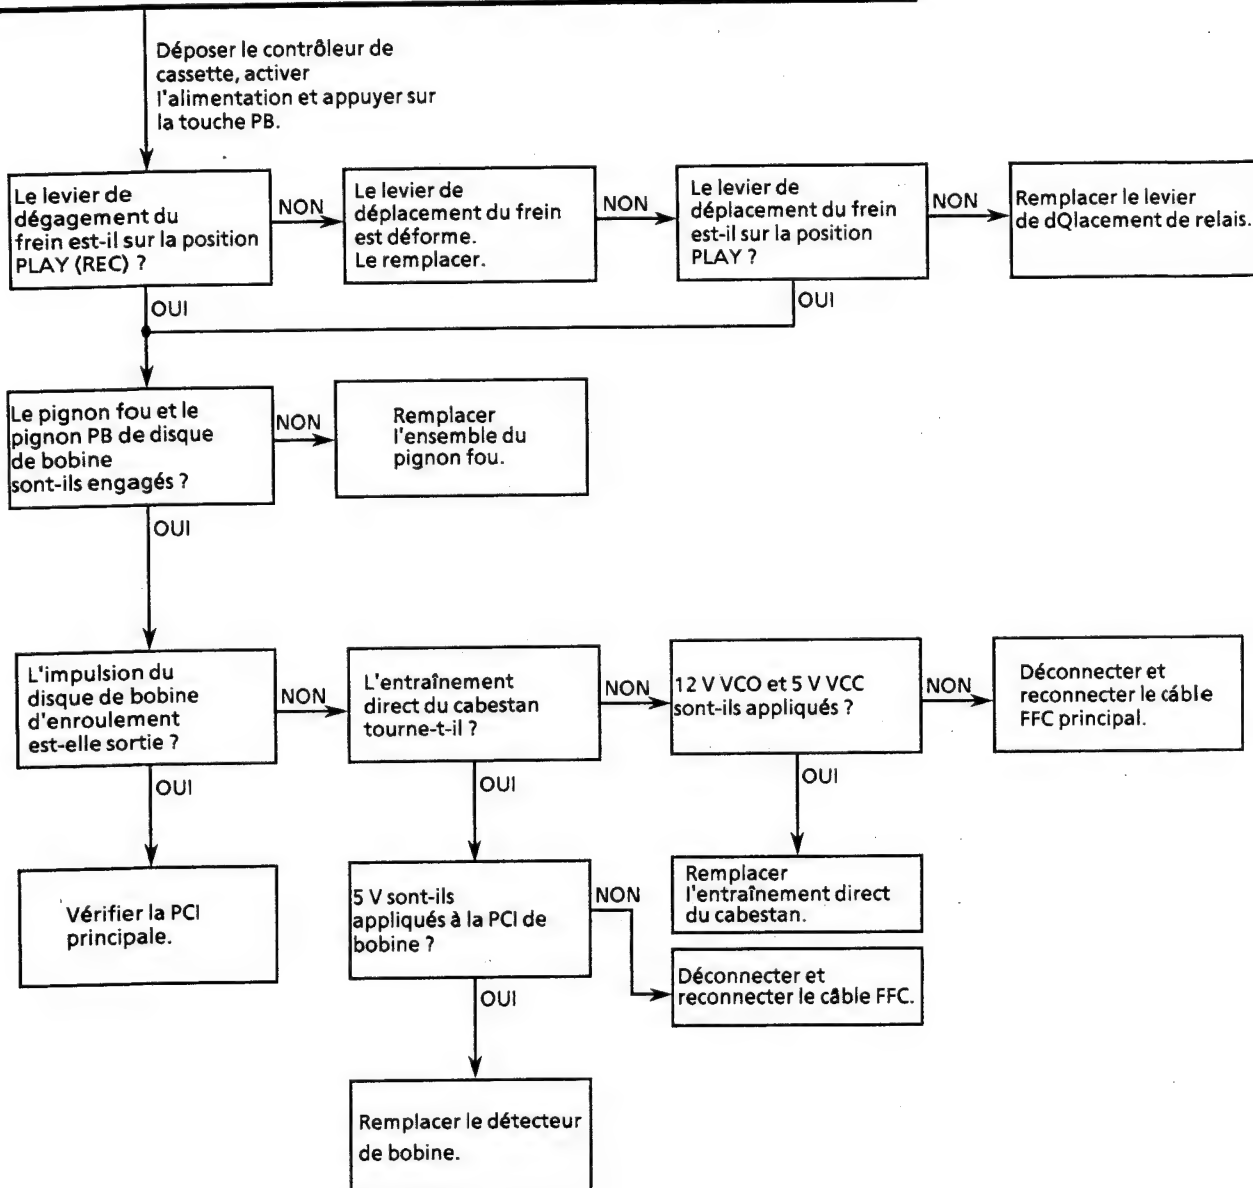 Déposer le contrôleur de
cassette, activer
l'alimentation et appuyer sur
la touche PB.
Le levier de
dégagement du
frein est-il sur la position
PLAY (REC) ?
NON
Le levier de
déplacement du frein
est déforme.
Le remplacer.
NON
Le levier de
déplacement du frein
est-il sur la position
PLAY ?
NON
Remplacer le levier
de dQlacement de relais.
OUI
OUI
Le pignon fou et le
pignon PB de disque
de bobine
sont-ils engagés ?
NON
Remplacer
l'ensemble du
pignon fou.
OUI
L'impulsion du
disque de bobine
d'enroulement
est-elle sortie ?
NON
L'entraînement
direct du cabestan
tourne-t-il ?
NON
12 V VCO et 5 V VCC
sont-ils appliqués ?
NON
Déconnecter et
reconnecter le câble
FFC principal.
OUI
OUI
OUI
Vérifier la PCI
principale.
5 V sont-ils
appliqués à la PCI de
bobine ?
NON
Remplacer
l'entraînement direct
du cabestan.
Déconnecter et
reconnecter le câble FFC.
OUI
Remplacer le détecteur
de bobine.